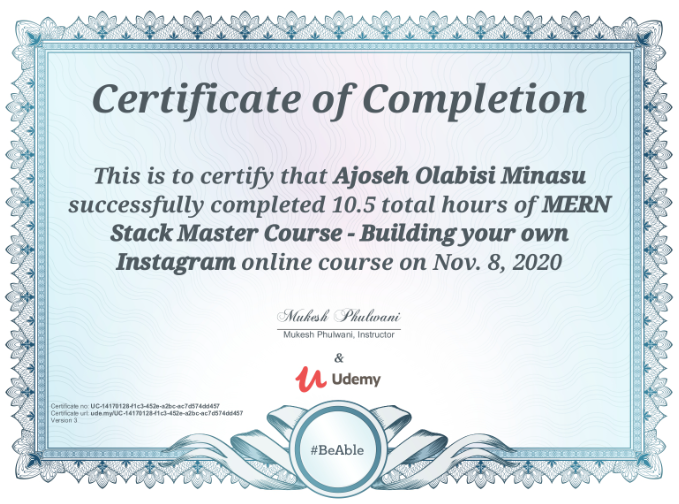 Certificate of Completion
This is to certify that Ajoseh Olabisi Minasu
successfully completed 10.5 total hours of MERN
Stack Master Course - Building your own
Instagram online course on Nov. 8, 2020
Mukesh Phulwani
Mukesh Phulwani, Instructor
&
Udemy
Certificate no: UC-14170128-f1c3-452e-a2bc-ac7d574dd457
Certificate url: ude.my/UC-14170128-f1c3-452e-a2bc-ac7d574dd457
Version 3
#BeAble